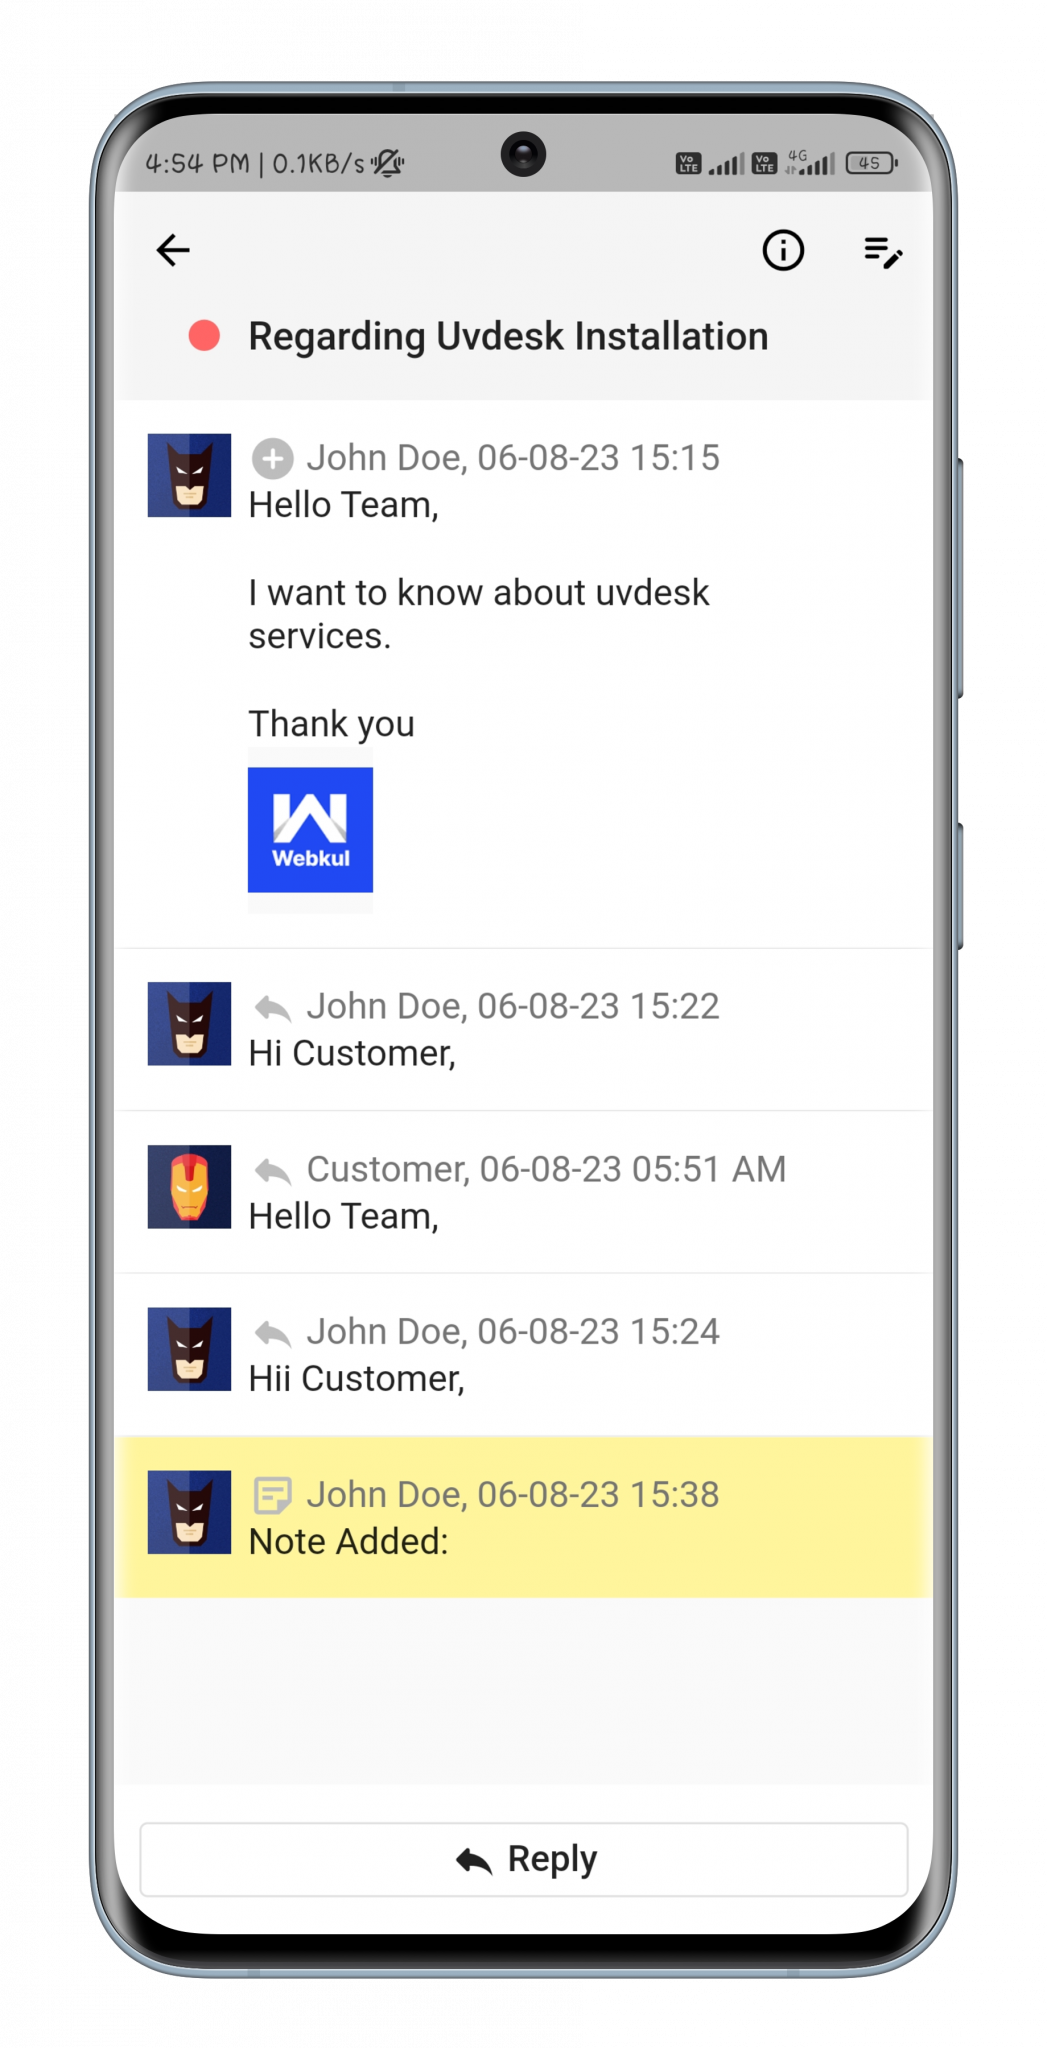 4:54 PM | 0.1KB/s
Vo LTE Vo LTE 4G 45
Regarding Uvdesk Installation
John Doe, 06-08-23 15:15
Hello Team,
I want to know about uvdesk
services.
Thank you
Webkul
John Doe, 06-08-23 15:22
Hi Customer,
Customer, 06-08-23 05:51 AM
Hello Team,
John Doe, 06-08-23 15:24
Hii Customer,
John Doe, 06-08-23 15:38
Note Added:
Reply